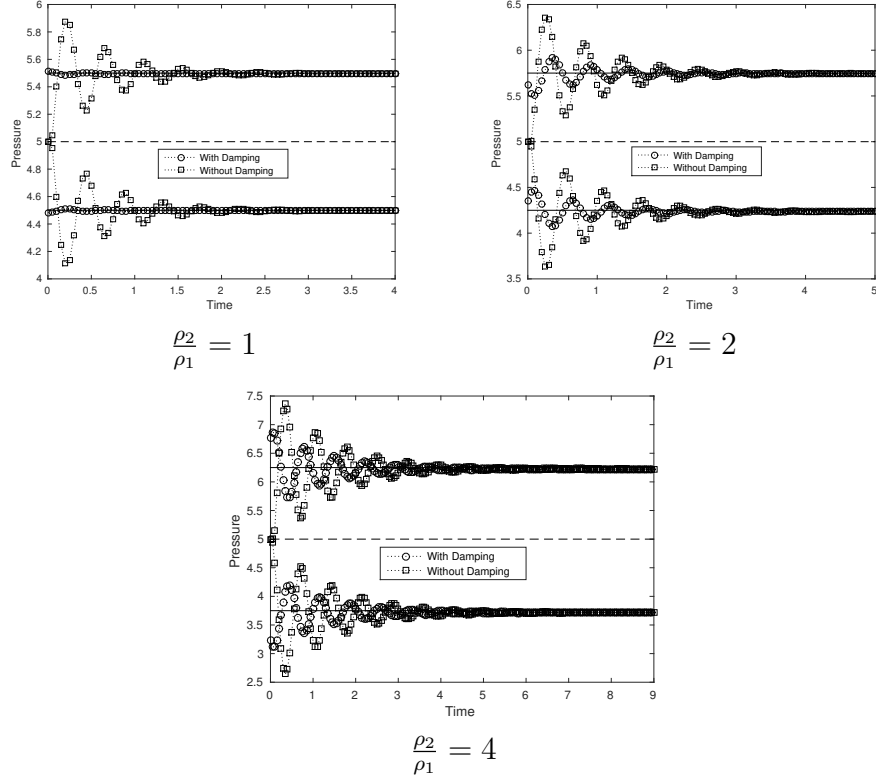 6
5.8
5.6
5.4
5.2
5
4.8
4.6
4.4
4.2
4
Pressure
With Damping
Without Damping
0 0.5 1 1.5 2 2.5 3 3.5 4
Time
ρ₂/ρ₁ = 1
6.5
6
5.5
5
4.5
4
3.5
Pressure
With Damping
Without Damping
0 1 2 3 4 5
Time
ρ₂/ρ₁ = 2
7.5
7
6.5
6
5.5
5
4.5
4
3.5
3
2.5
Pressure
With Damping
Without Damping
0 1 2 3 4 5 6 7 8 9
Time
ρ₂/ρ₁ = 4